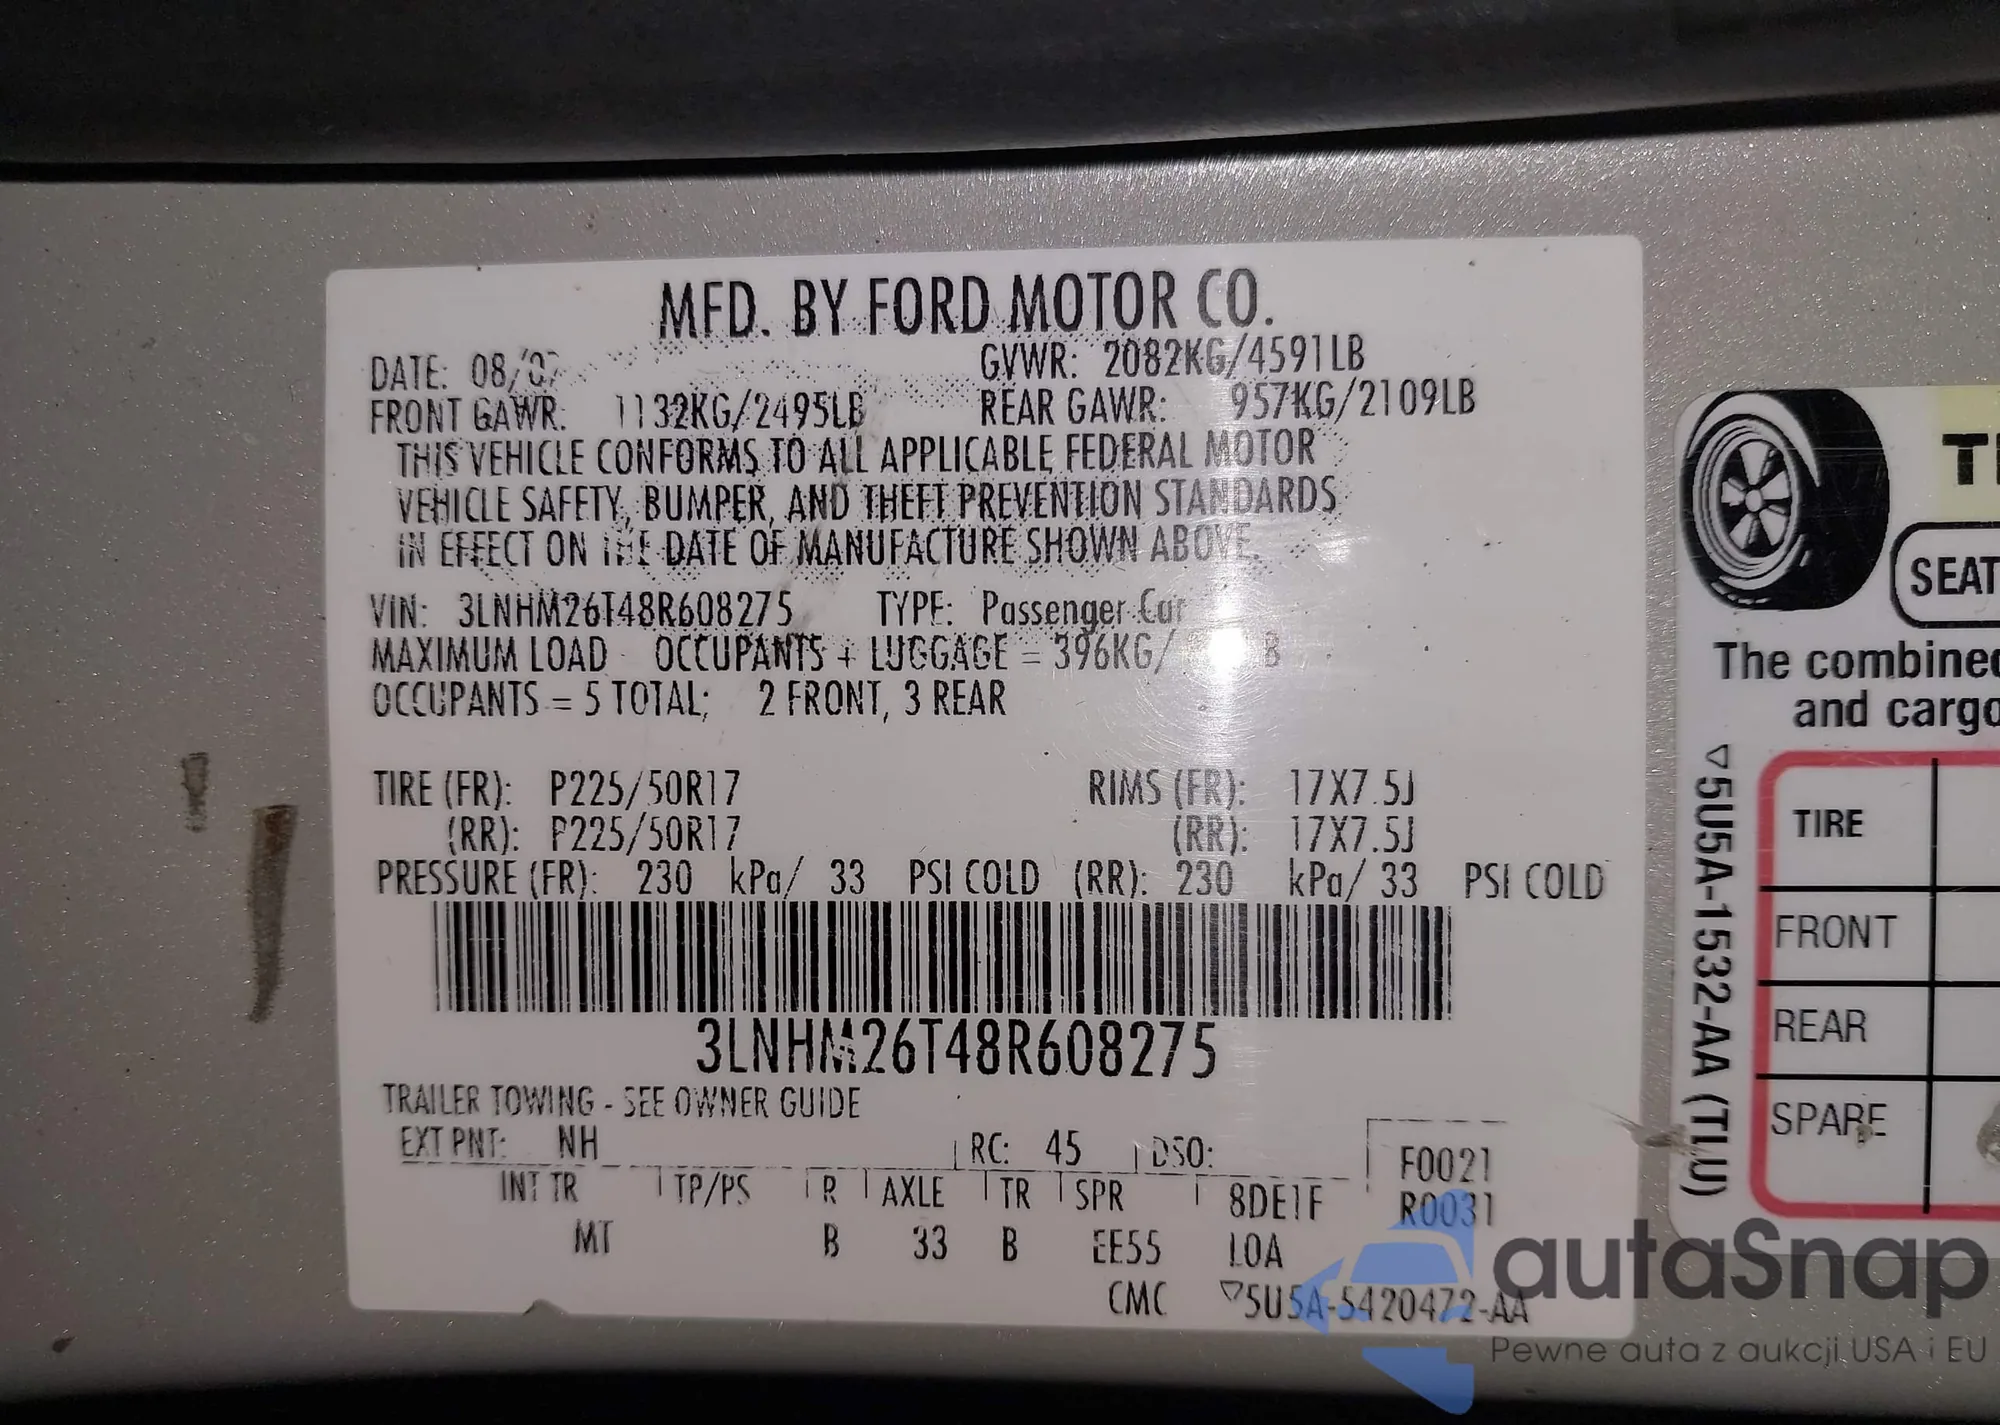 MFD. BY FORD MOTOR CO.
DATE: 08/07 GVWR: 2082KG/4591LB
FRONT GAWR: 1132KG/2495LB REAR GAWR: 957KG/2109LB
THIS VEHICLE CONFORMS TO ALL APPLICABLE FEDERAL MOTOR
VEHICLE SAFETY, BUMPER, AND THEFT PREVENTION STANDARDS
IN EFFECT ON THE DATE OF MANUFACTURE SHOWN ABOVE.
VIN: 3LNHM26T48R608275 TYPE: Passenger Car
MAXIMUM LOAD OCCUPANTS + LUGGAGE = 396KG/
OCCUPANTS = 5 TOTAL; 2 FRONT, 3 REAR
TIRE (FR): P225/50R17 RIMS (FR): 17X7.5J
(RR): P225/50R17 (RR): 17X7.5J
PRESSURE (FR): 230 kPa/ 33 PSI COLD (RR): 230 kPa/ 33 PSI COLD
3LNHM26T48R608275
TRAILER TOWING - SEE OWNER GUIDE
EXT PNT: NH RC: 45 DSO: F0021
INT TR TP/PS R AXLE TR SPR 8DE1F R0031
MT B 33 B EE55 LOA
CMC ▽5U5A-5420472-AA
SEAT
The combined
and cargo
▽5U5A-1532-AA (TLU)
TIRE
FRONT
REAR
SPARE
autaSnap
Pewne auta z aukcji USA i EU